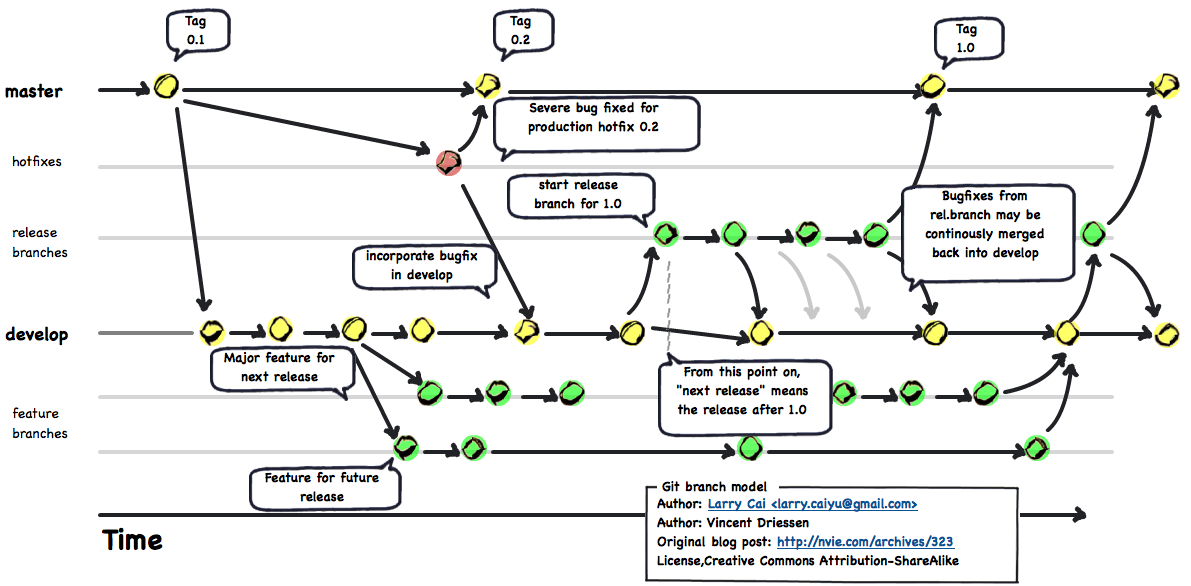 Tag
0.1
Tag
0.2
Tag
1.0
master
Severe bug fixed for
production hotfix 0.2
hotfixes
start release
branch for 1.0
Bugfixes from
rel.branch may be
continously merged
back into develop
release
branches
incorporate bugfix
in develop
develop
Major feature for
next release
From this point on,
"next release" means
the release after 1.0
feature
branches
Feature for future
release
Git branch model
Author: Larry Cai <larry.caiyu@gmail.com>
Author: Vincent Driessen
Original blog post: http://nvie.com/archives/323
License,Creative Commons Attribution-ShareAlike
Time